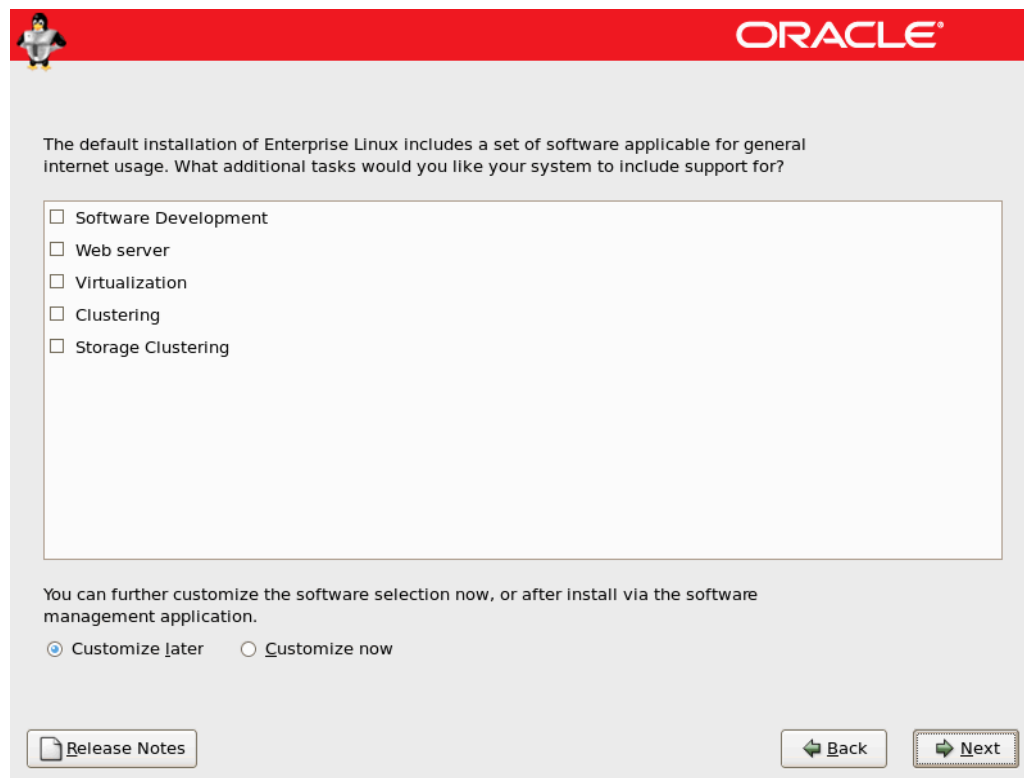 ORACLE®
The default installation of Enterprise Linux includes a set of software applicable for general
internet usage. What additional tasks would you like your system to include support for?
Software Development
Web server
Virtualization
Clustering
Storage Clustering
You can further customize the software selection now, or after install via the software
management application.
Customize later Customize now
Release Notes Back Next